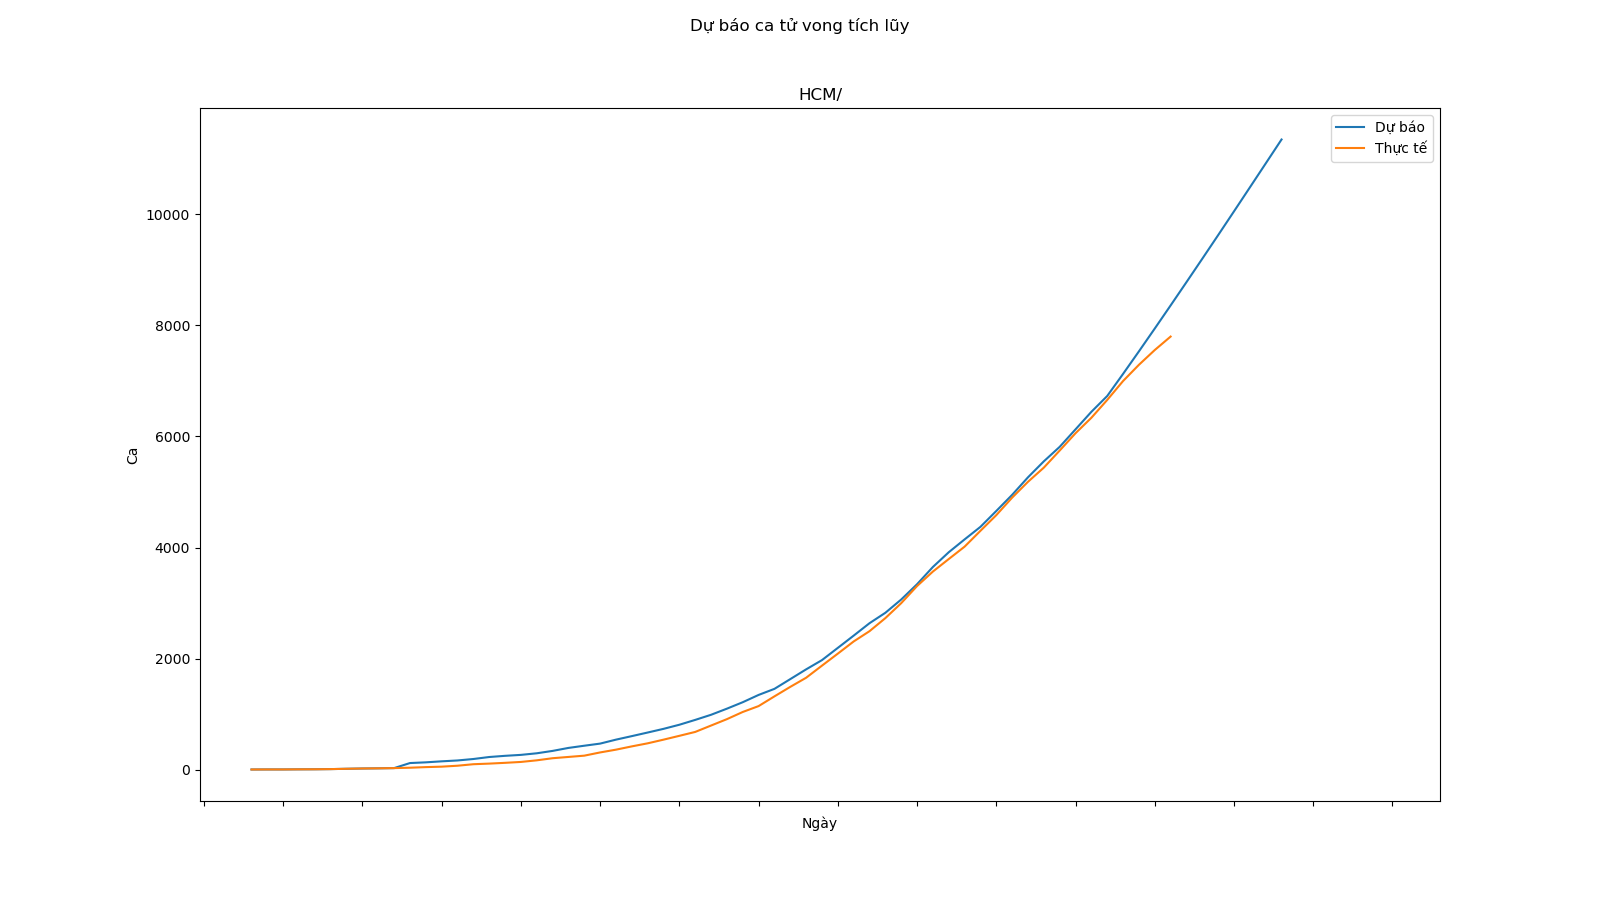 Dự báo ca tử vong tích lũy
HCM/
Dự báo
Thực tế
10000
8000
6000
4000
2000
0
Ca
Ngày